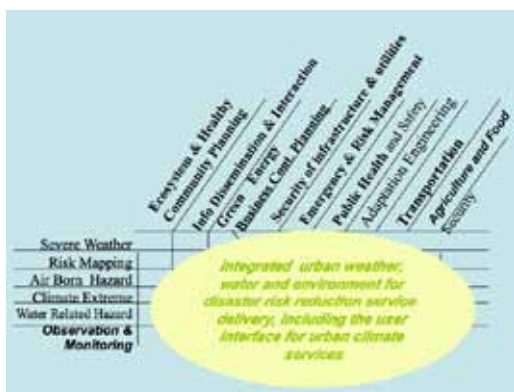 Ecosystem & Healthy
Community Planning
Info Dissemination & Interaction
Green Energy
Business Cont. Planning
Security of infrastructure & utilities
Emergency & Risk Management
Public Health and Safety
Adaptation Engineering
Transportation
Agriculture and Food
Security
Severe Weather
Risk Mapping
Air Born Hazard
Climate Extreme
Water Related Hazard
Observation &
Monitoring
Integrated urban weather,
water and environment for
disaster risk reduction service
delivery, including the user
interface for urban climate
services